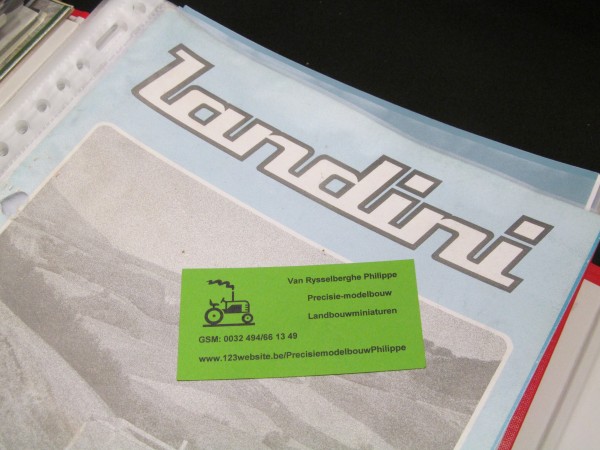 Landini
Van Rysselberghe Philippe
Precisie-modelbouw
Landbouwminiaturen
GSM: 0032 494/66 13 49
www.123website.be/PrecisiemodelbouwPhilippe